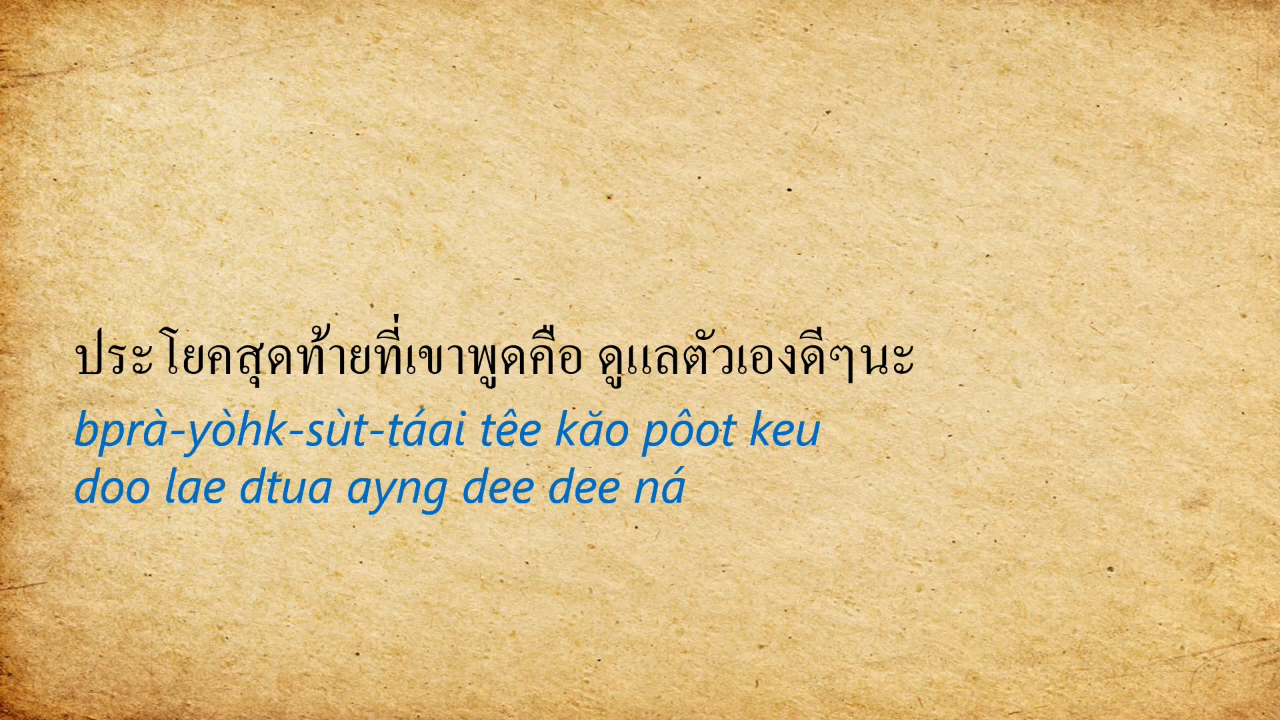 ประโยคสุดท้ายที่เขาพูดคือ ดูแลตัวเองดีๆนะ
bprà-yòhk-sùt-táai têe kăo pôot keu
doo lae dtua ayng dee dee ná